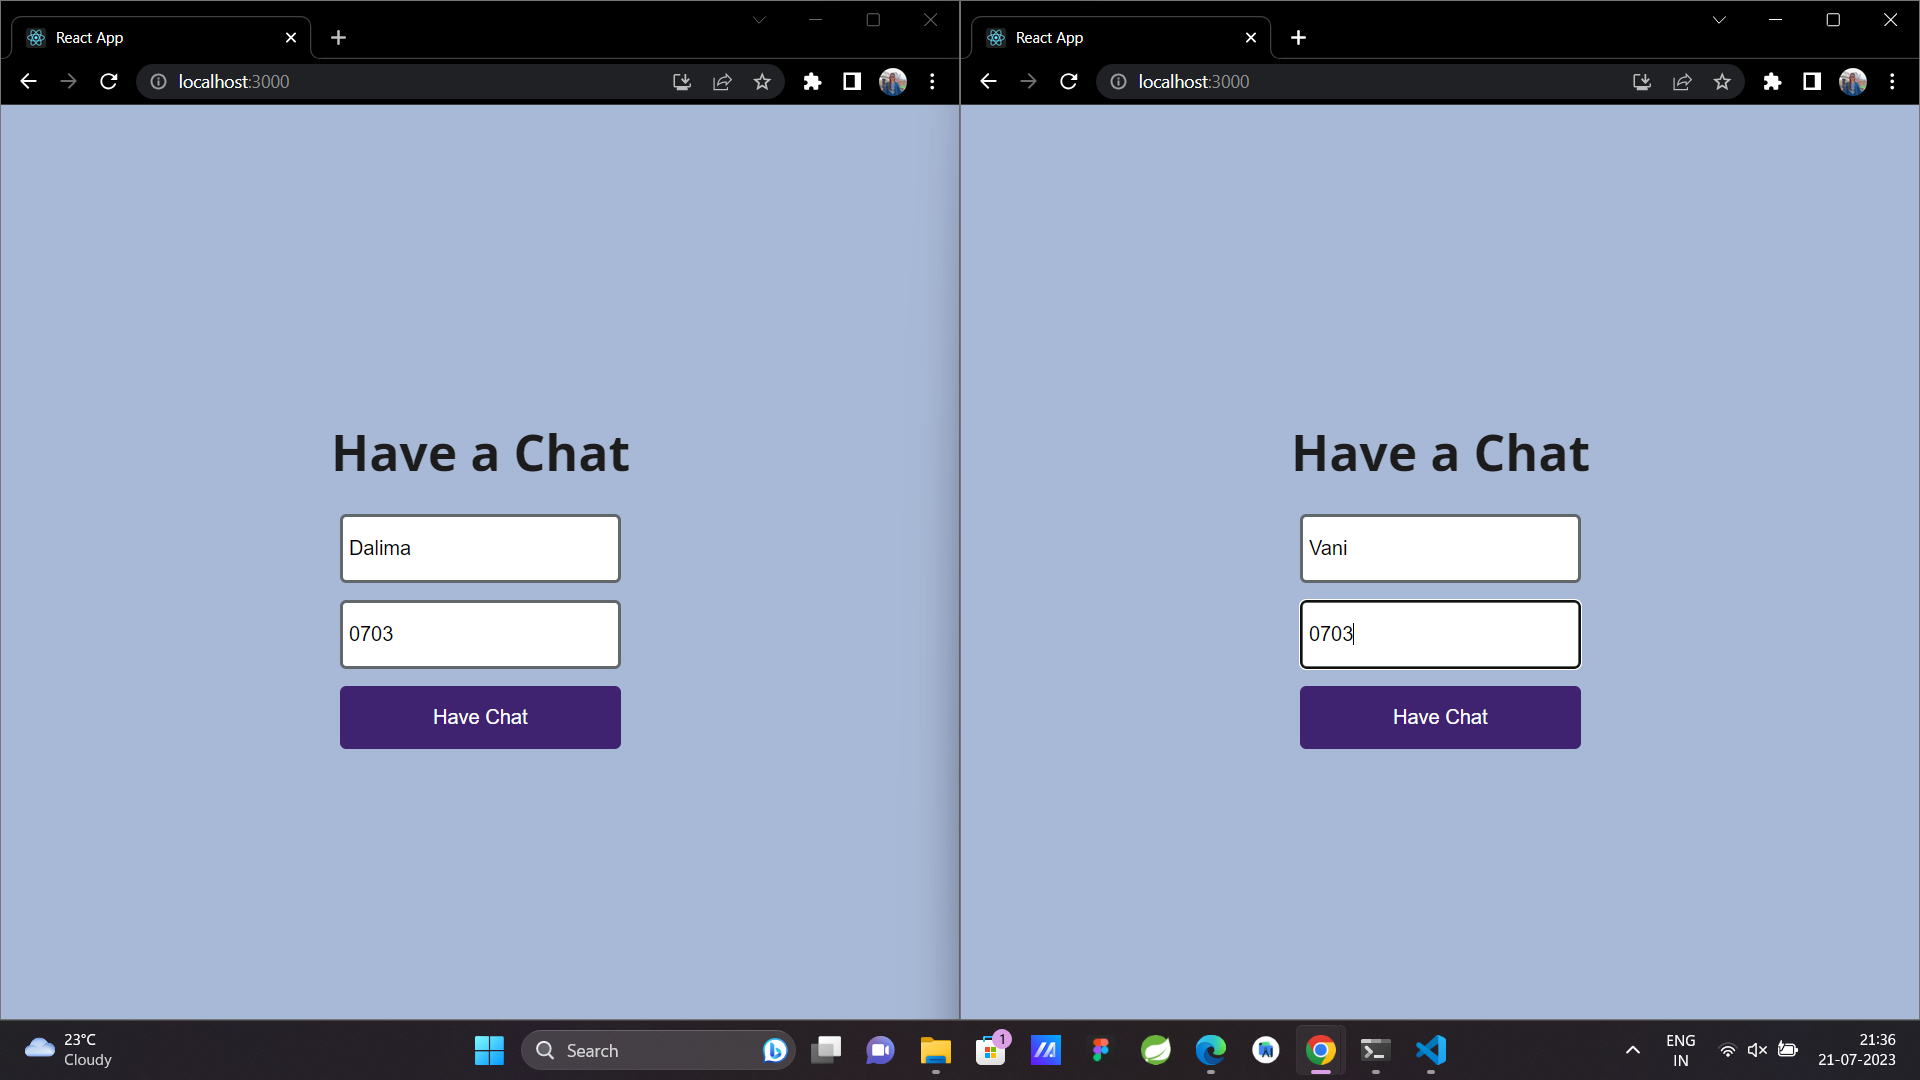 React App
localhost:3000
Have a Chat
Dalima
0703
Have Chat
React App
localhost:3000
Have a Chat
Vani
0703
Have Chat
23°C
Cloudy
Search
1
ENG
IN
21:36
21-07-2023